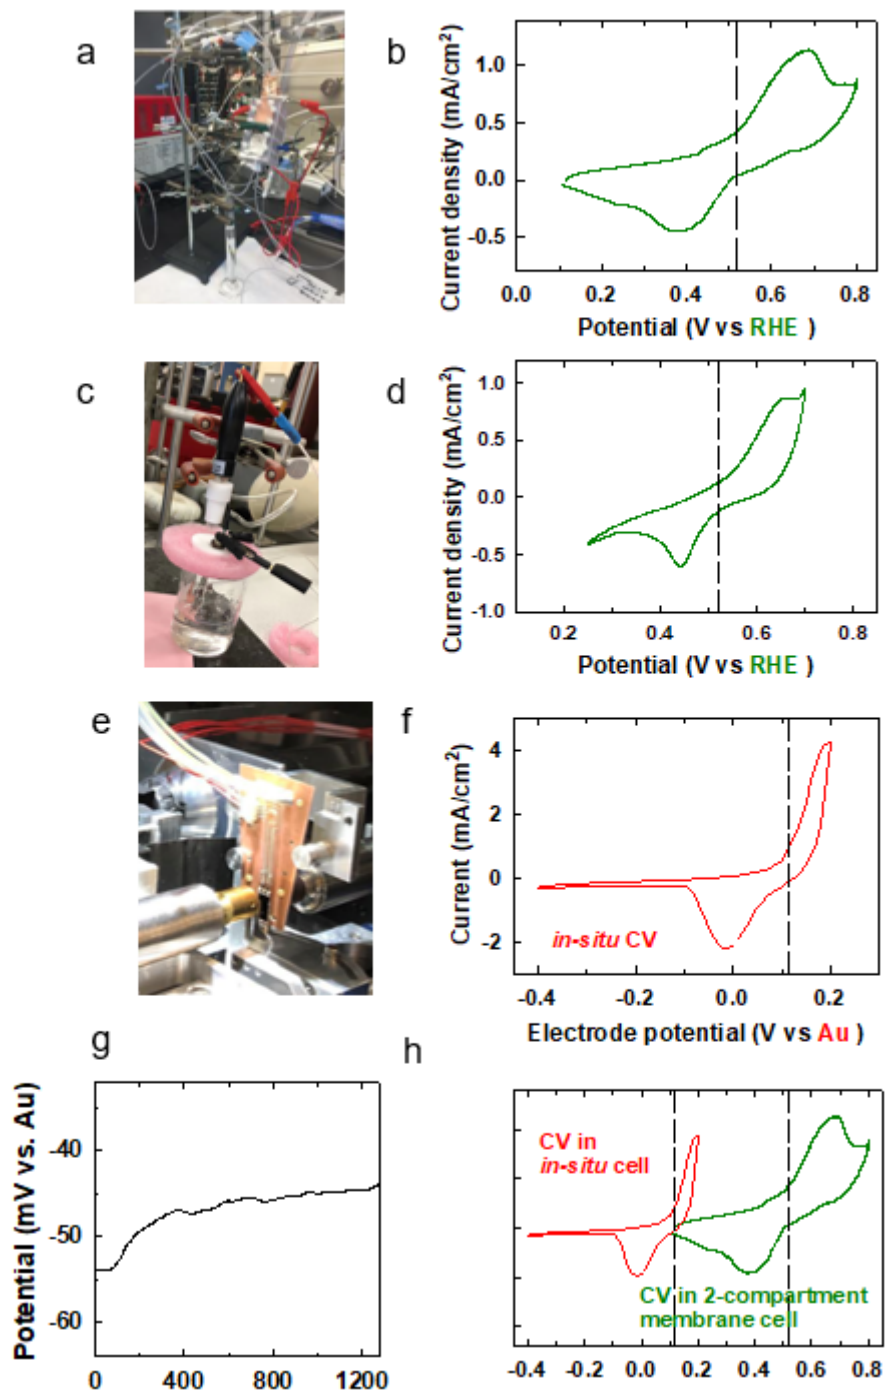 a
b
Current density (mA/cm²)
1.0
0.5
0.0
-0.5
0.0 0.2 0.4 0.6 0.8
Potential (V vs RHE )
c
d
Current density (mA/cm²)
1.0
0.5
0.0
-0.5
-1.0
0.2 0.4 0.6 0.8
Potential (V vs RHE )
e
f
Current (mA/cm²)
4
2
0
-2
in-situ CV
-0.4 -0.2 0.0 0.2
Electrode potential (V vs Au )
g
Potential (mV vs. Au)
-40
-50
-60
0 400 800 1200
h
CV in
in-situ cell
CV in 2-compartment
membrane cell
-0.4 -0.2 0.0 0.2 0.4 0.6 0.8